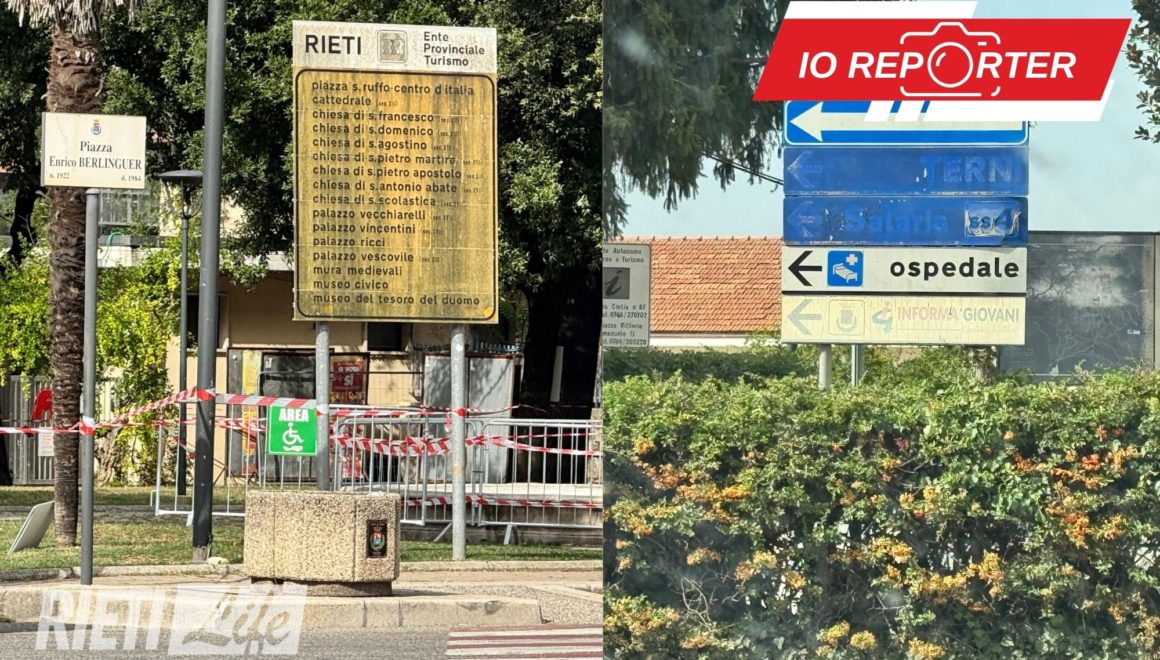 Piazza
Enrico BERLINGUER
n. 1922 d. 1984
RIETI
Ente
Provinciale
Turismo
piazza s.ruffo-centro d'italia
cattedrale
chiesa di s.francesco
chiesa di s.domenico
chiesa di s.agostino
chiesa di s.pietro martire
chiesa di s.pietro apostolo
chiesa di s.antonio abate
chiesa di s.scolastica
palazzo vecchiarelli
palazzo vincentini
palazzo ricci
palazzo vescovile
mura medievali
museo civico
museo del tesoro del duomo
SI VOTA
SI
AREA
RIETI Life
IO REPORTER
TERNI
Salaria SS4
ospedale
INFORMA GIOVANI
i